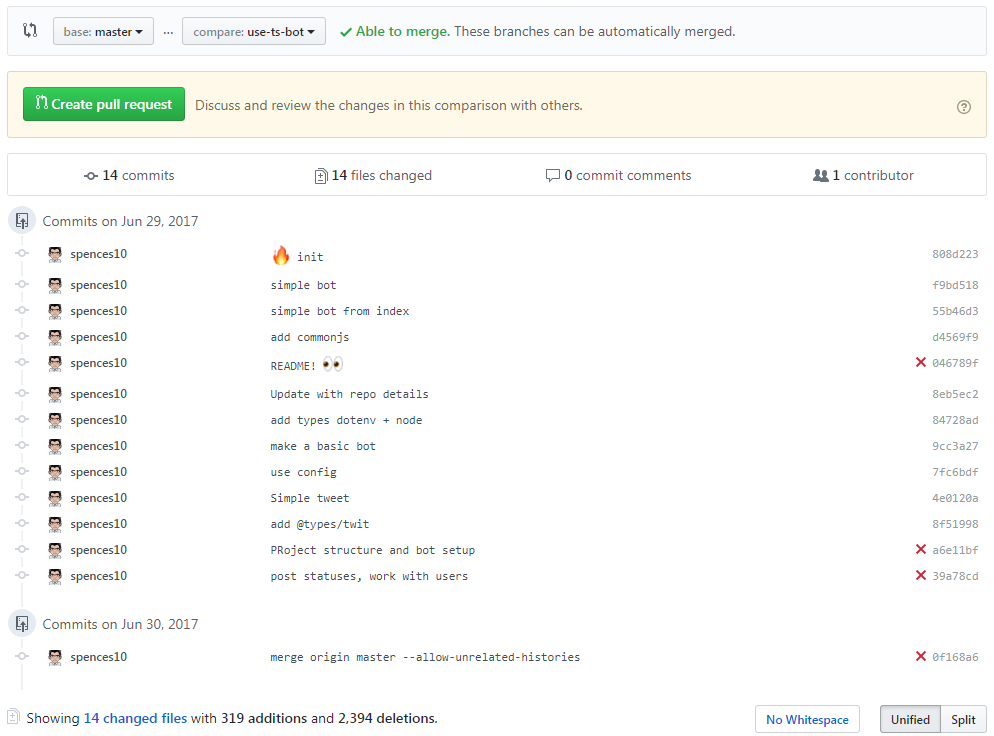 base: master ... compare: use-ts-bot Able to merge. These branches can be automatically merged.
Create pull request Discuss and review the changes in this comparison with others.
14 commits 14 files changed 0 commit comments 1 contributor
Commits on Jun 29, 2017
spences10 🔥 init 808d223
spences10 simple bot f9bd518
spences10 simple bot from index 55b46d3
spences10 add commonjs d4569f9
spences10 README! 👀 046789f
spences10 Update with repo details 8eb5ec2
spences10 add types dotenv + node 84728ad
spences10 make a basic bot 9cc3a27
spences10 use config 7fc6bdf
spences10 Simple tweet 4e0120a
spences10 add @types/twit 8f51998
spences10 PRoject structure and bot setup a6e11bf
spences10 post statuses, work with users 39a78cd
Commits on Jun 30, 2017
spences10 merge origin master --allow-unrelated-histories 0f168a6
Showing 14 changed files with 319 additions and 2,394 deletions. No Whitespace Unified Split